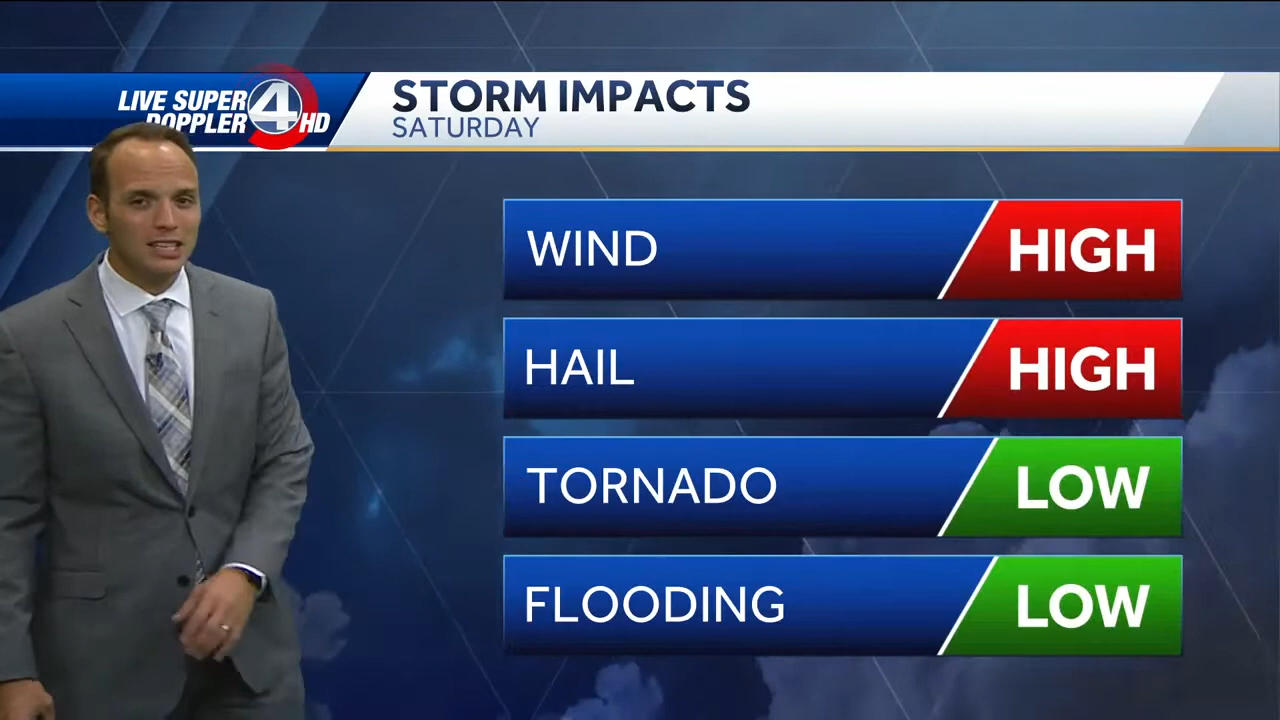 LIVE SUPER
DOPPLER
4
HD
STORM IMPACTS
SATURDAY
WIND
HIGH
HAIL
HIGH
TORNADO
LOW
FLOODING
LOW